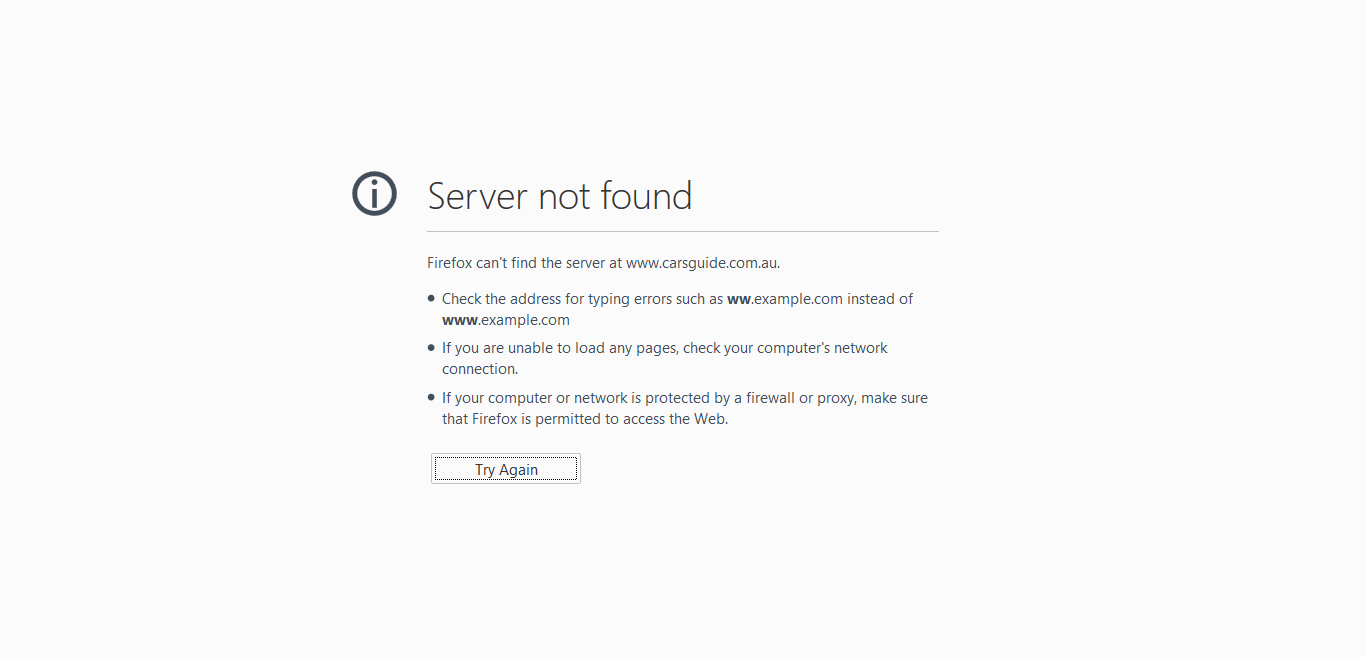 Server not found
Firefox can't find the server at www.carsguide.com.au.
Check the address for typing errors such as ww.example.com instead of
www.example.com
If you are unable to load any pages, check your computer's network
connection.
If your computer or network is protected by a firewall or proxy, make sure
that Firefox is permitted to access the Web.
Try Again